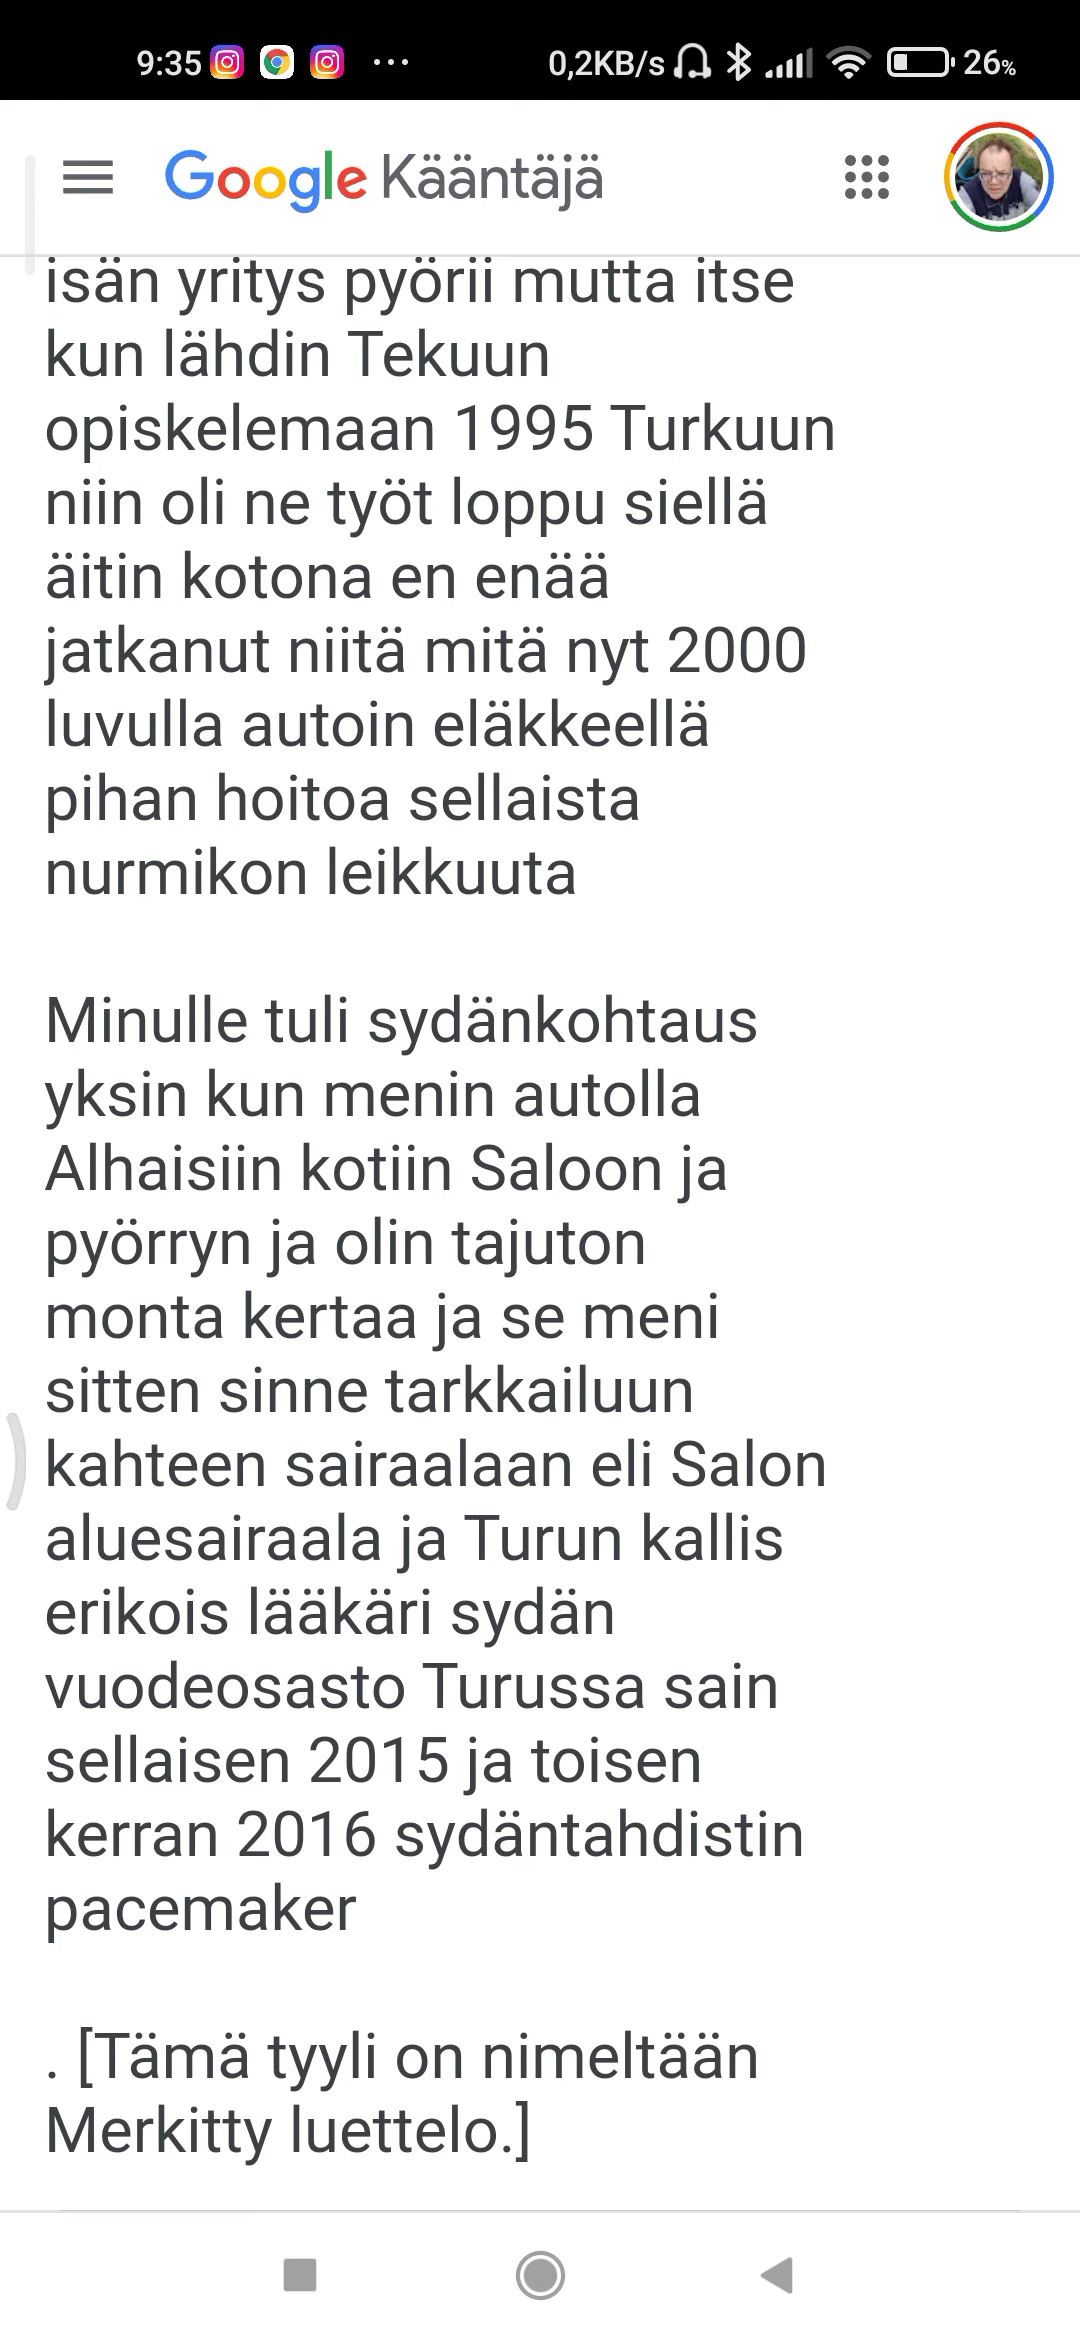 9:35 ... 0,2KB/s 26%
Google Kääntäjä
isän yritys pyörii mutta itse
kun lähdin Tekuun
opiskelemaan 1995 Turkuun
niin oli ne työt loppu siellä
äitin kotona en enää
jatkanut niitä mitä nyt 2000
luvulla autoin eläkkeellä
pihan hoitoa sellaista
nurmikon leikkuuta
Minulle tuli sydänkohtaus
yksin kun menin autolla
Alhaisiin kotiin Saloon ja
pyörryn ja olin tajuton
monta kertaa ja se meni
sitten sinne tarkkailuun
kahteen sairaalaan eli Salon
aluesairaala ja Turun kallis
erikois lääkäri sydän
vuodeosasto Turussa sain
sellaisen 2015 ja toisen
kerran 2016 sydäntahdistin
pacemaker
. [Tämä tyyli on nimeltään
Merkitty luettelo.]